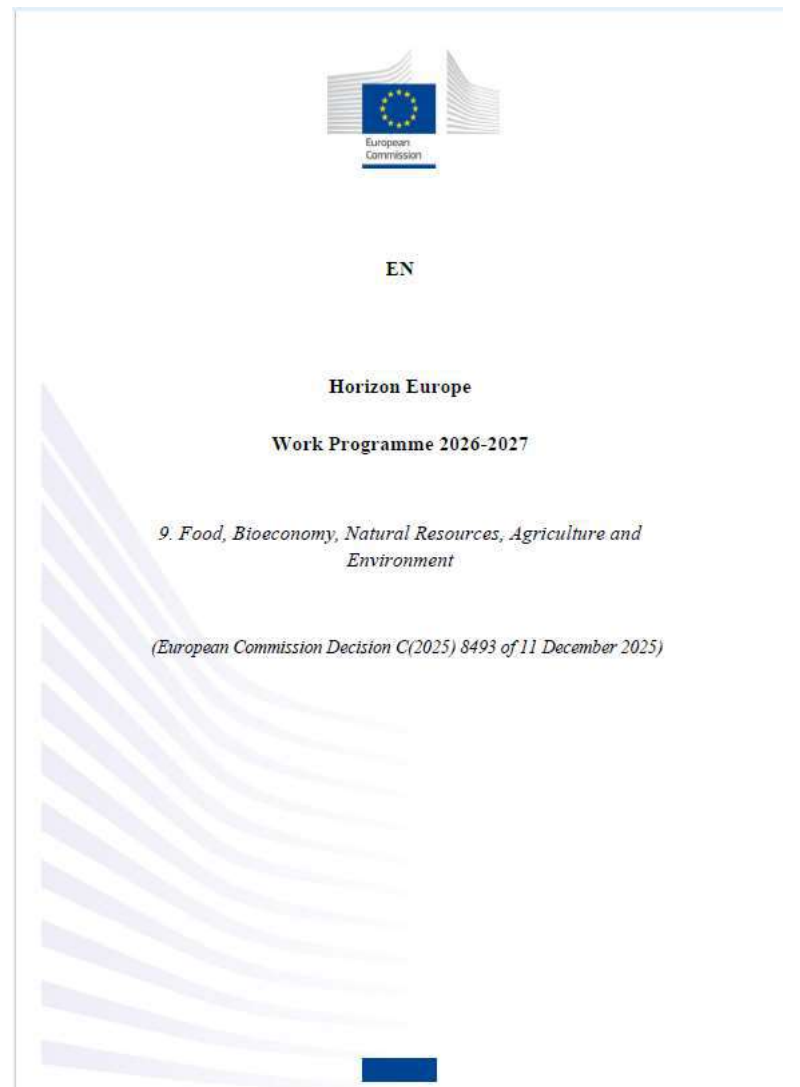 European
Commission
EN
Horizon Europe
Work Programme 2026-2027
9. Food, Bioeconomy, Natural Resources, Agriculture and
Environment
(European Commission Decision C(2025) 8493 of 11 December 2025)